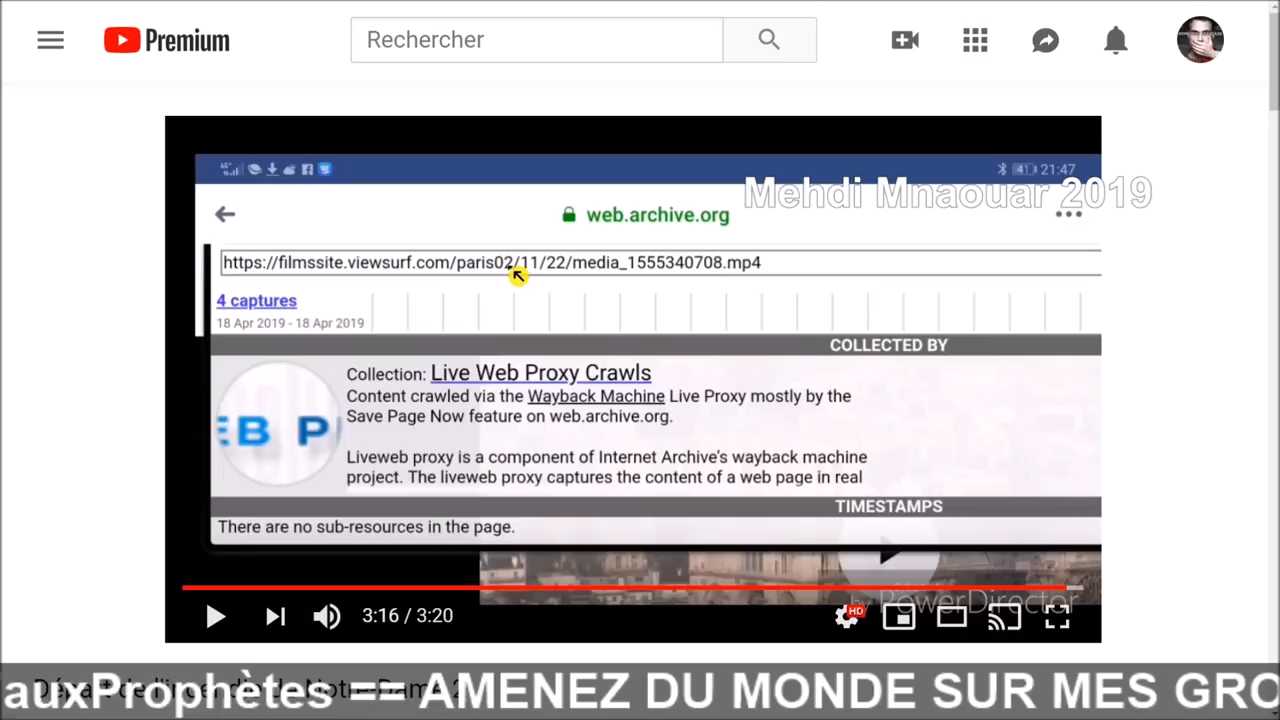 Premium
Rechercher
21:47
Mehdi Mnaouar 2019
web.archive.org
https://filmssite.viewsurf.com/paris02/11/22/media_1555340708.mp4
4 captures
18 Apr 2019 - 18 Apr 2019
COLLECTED BY
Collection: Live Web Proxy Crawls
Content crawled via the Wayback Machine Live Proxy mostly by the
Save Page Now feature on web.archive.org.
Liveweb proxy is a component of Internet Archive's wayback machine
project. The liveweb proxy captures the content of a web page in real
EB P
TIMESTAMPS
There are no sub-resources in the page.
by PowerDirector
3:16 / 3:20
HD
auxProphètes == AMENEZ DU MONDE SUR MES GRO